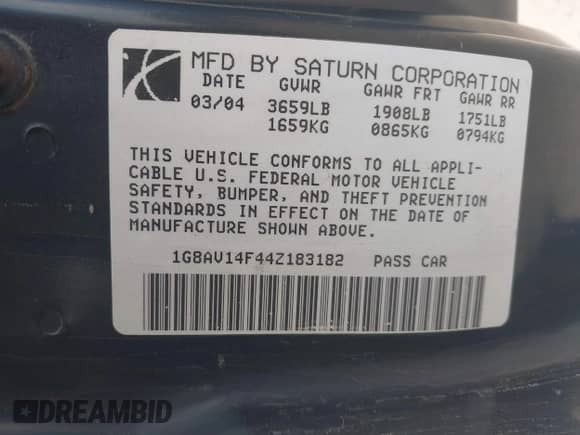 MFD BY SATURN CORPORATION
DATE GVWR GAWR FRT GAWR RR
03/04 3659LB 1908LB 1751LB
1659KG 0865KG 0794KG
THIS VEHICLE CONFORMS TO ALL APPLI-
CABLE U.S. FEDERAL MOTOR VEHICLE
SAFETY, BUMPER, AND THEFT PREVENTION
STANDARDS IN EFFECT ON THE DATE OF
MANUFACTURE SHOWN ABOVE.
1G8AV14F44Z183182 PASS CAR
DREAMBID